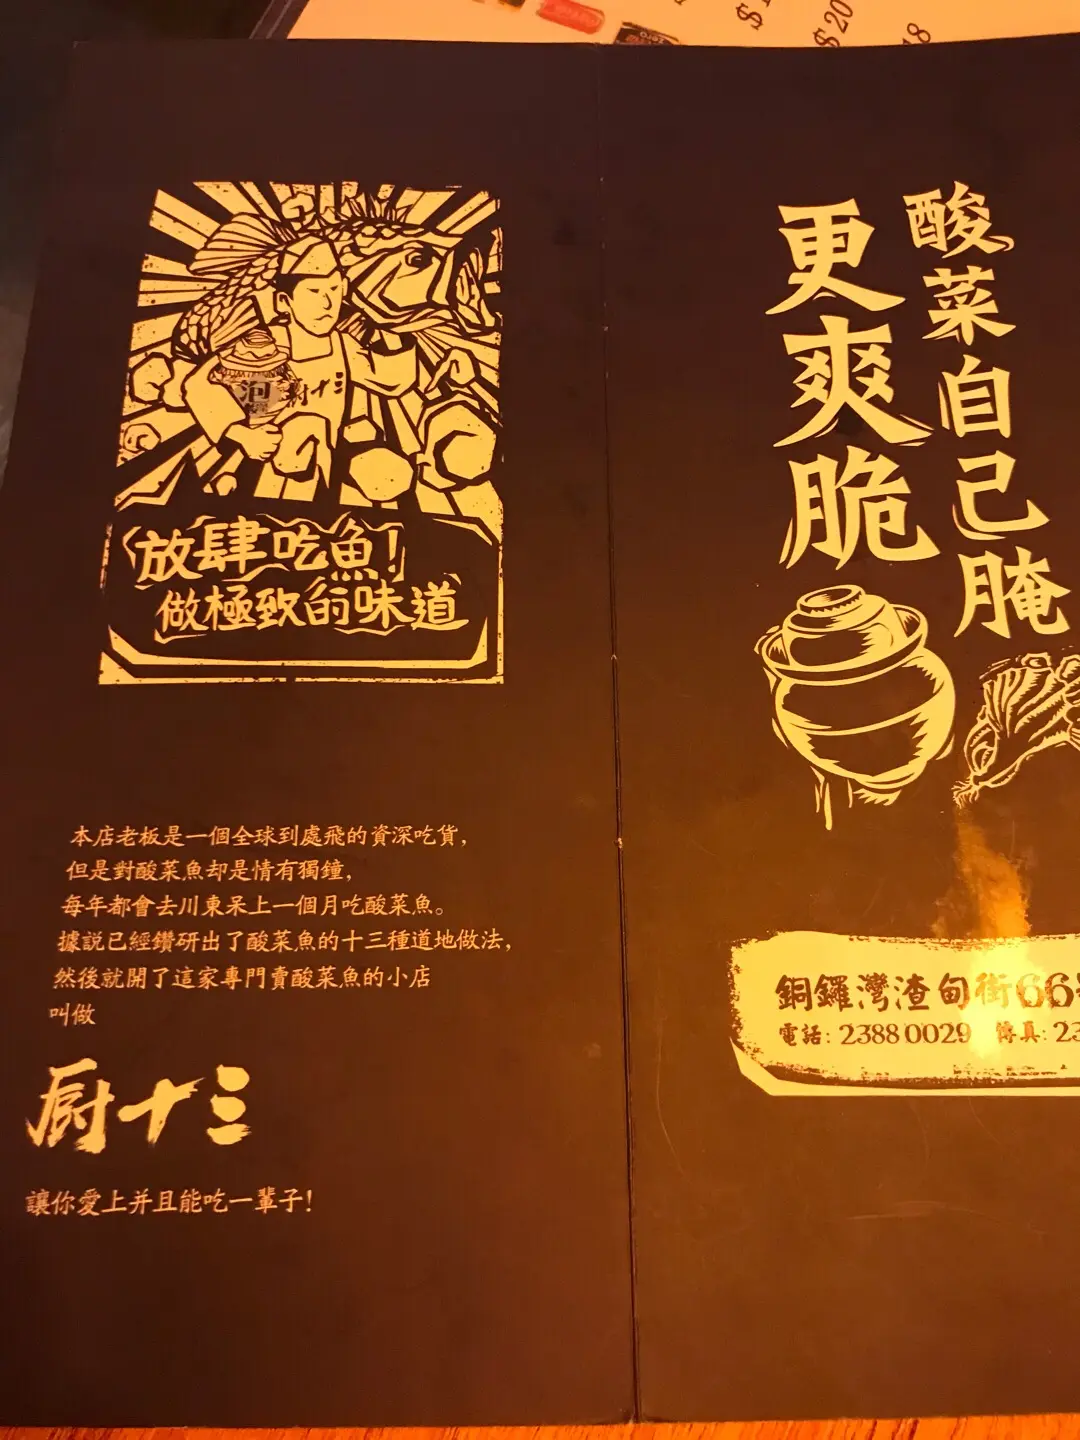 $20
18
泡
厨十三
放肆吃魚！
做極致的味道
本店老板是一個全球到處飛的資深吃貨，
但是對酸菜魚却是情有獨鐘，
每年都會去川東呆上一個月吃酸菜魚。
據説已經鑽研出了酸菜魚的十三種道地做法，
然後就開了這家專門賣酸菜魚的小店
叫做
厨十三
讓你愛上并且能吃一輩子！
酸菜自己腌
更爽脆
銅鑼灣渣甸街66
電話：2388 0029 傳真：23